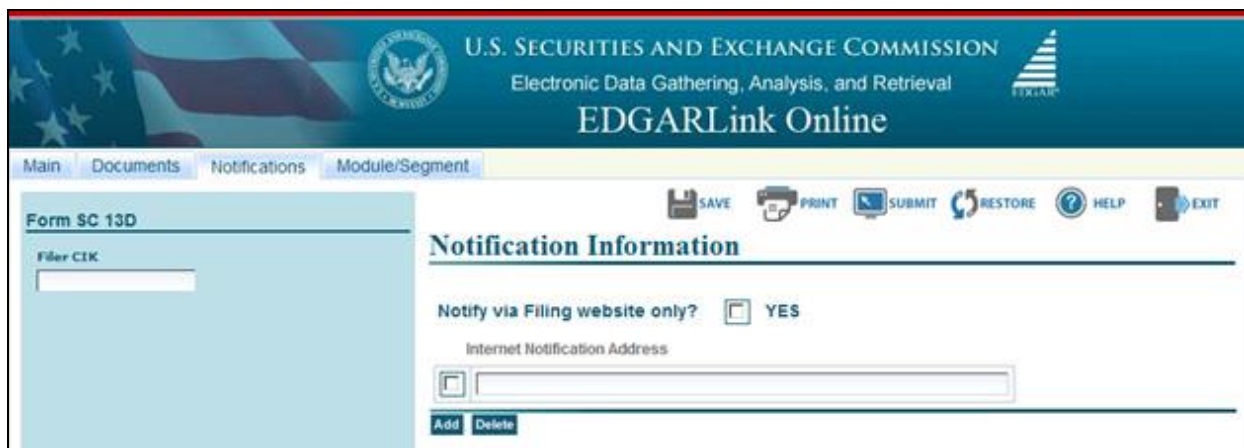 U.S. SECURITIES AND EXCHANGE COMMISSION
Electronic Data Gathering, Analysis, and Retrieval
EDGAR
EDGARLink Online
Main Documents Notifications Module/Segment
SAVE PRINT SUBMIT RESTORE HELP EXIT
Form SC 13D
Filer CIK
Notification Information
Notify via Filing website only? YES
Internet Notification Address
Add Delete